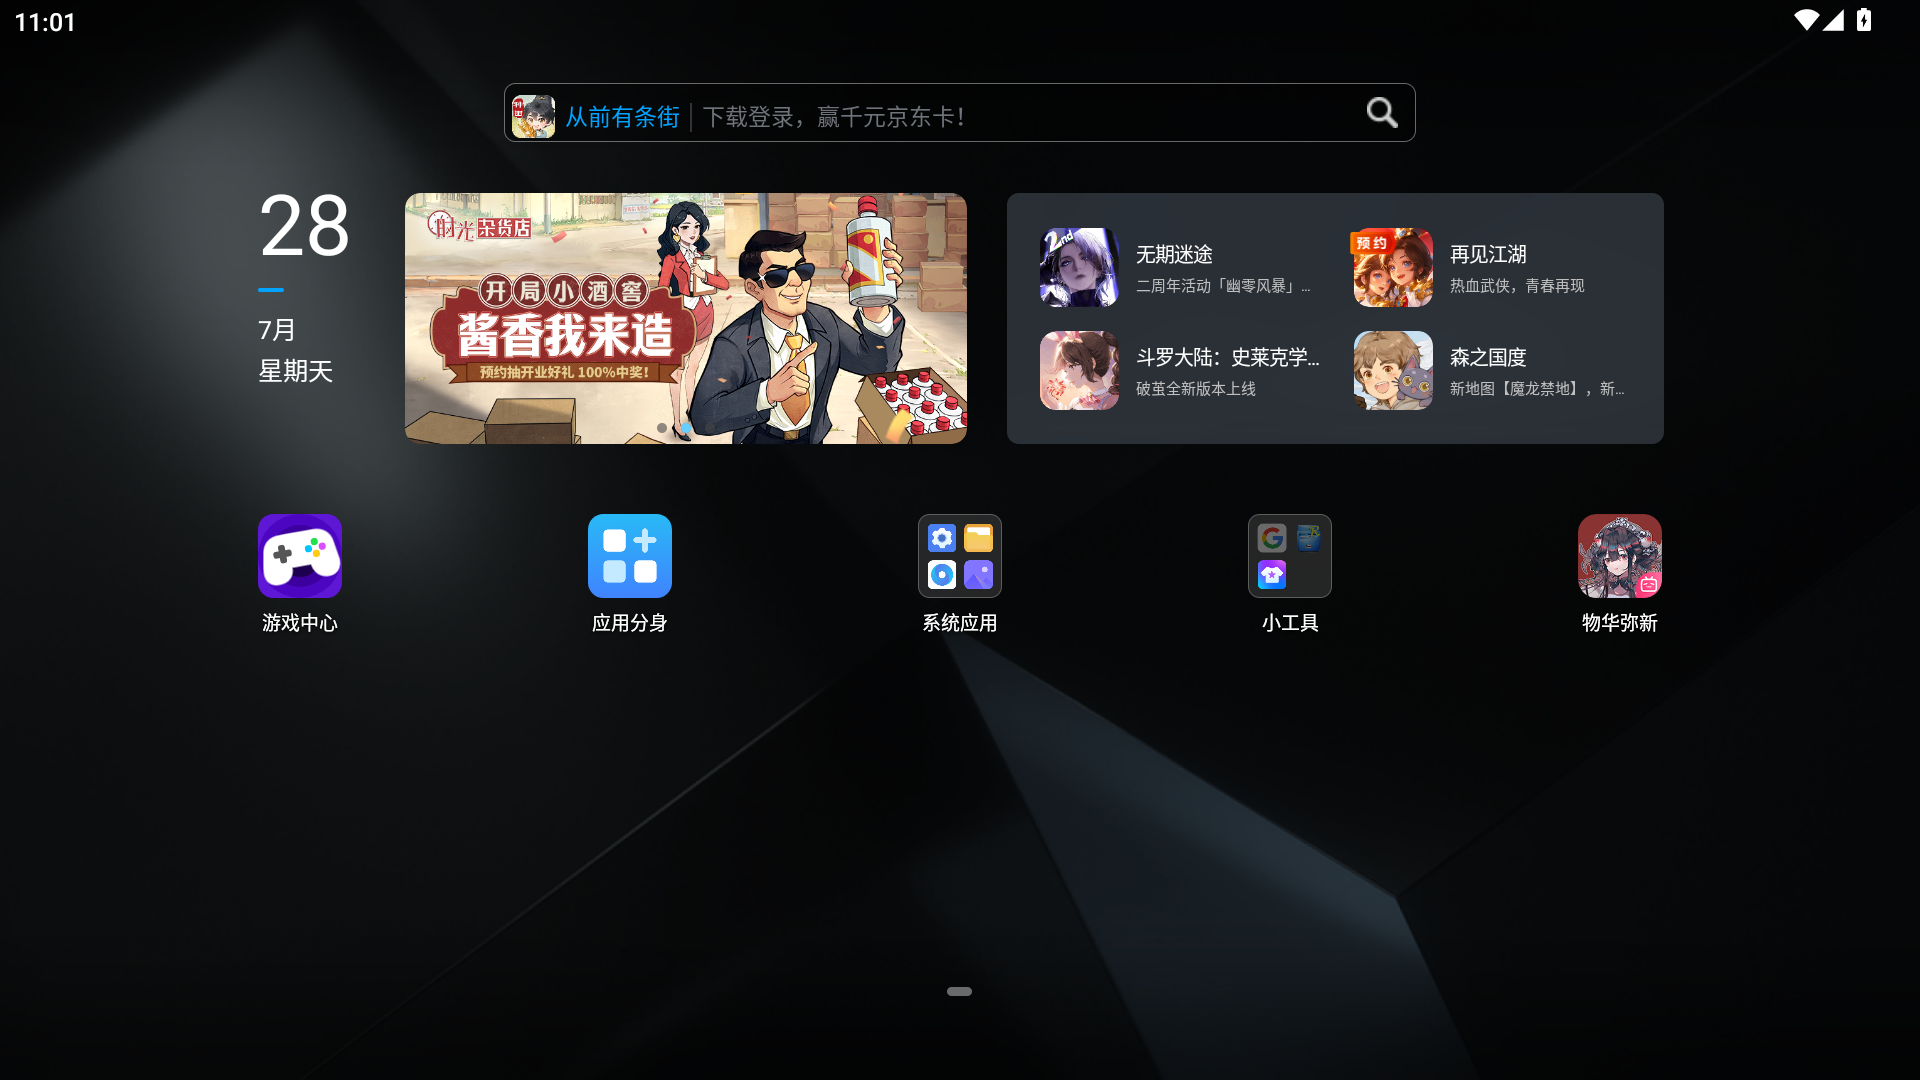 11:01
从前有条街 | 下载登录，赢千元京东卡！
28
7月
星期天
时光杂货店
开局小酒窖
酱香我来造
预约抽开业好礼 100%中奖！
2nd
无期迷途
二周年活动「幽零风暴」...
预约
再见江湖
热血武侠，青春再现
斗罗大陆：史莱克学...
破茧全新版本上线
森之国度
新地图【魔龙禁地】，新...
游戏中心
应用分身
系统应用
小工具
物华弥新